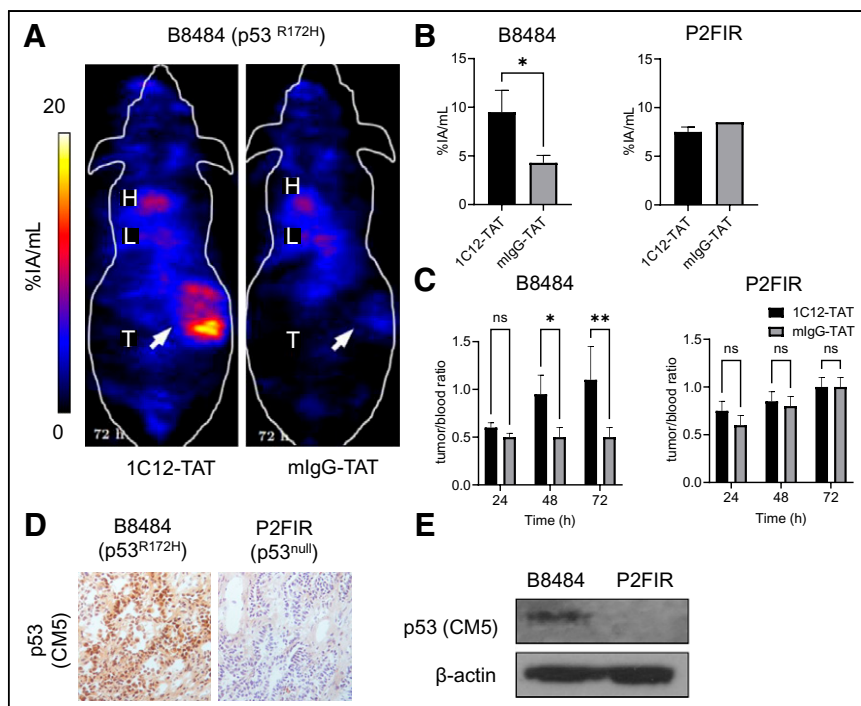 A
B8484 (p53 R172H)
20
%IA/mL
0
H
L
T
72 h
1C12-TAT
H
L
T
72 h
mIgG-TAT
B
B8484
%IA/mL
15
10
5
0
*
1C12-TAT
mIgG-TAT
P2FIR
%IA/mL
15
10
5
0
1C12-TAT
mIgG-TAT
C
B8484
tumor/blood ratio
1.5
1.0
0.5
0.0
ns
*
**
24
48
72
Time (h)
P2FIR
1C12-TAT
mIgG-TAT
tumor/blood ratio
1.5
1.0
0.5
0.0
ns
ns
ns
24
48
72
Time (h)
D
B8484
(p53R172H)
P2FIR
(p53null)
p53
(CM5)
E
B8484
P2FIR
p53 (CM5)
β-actin